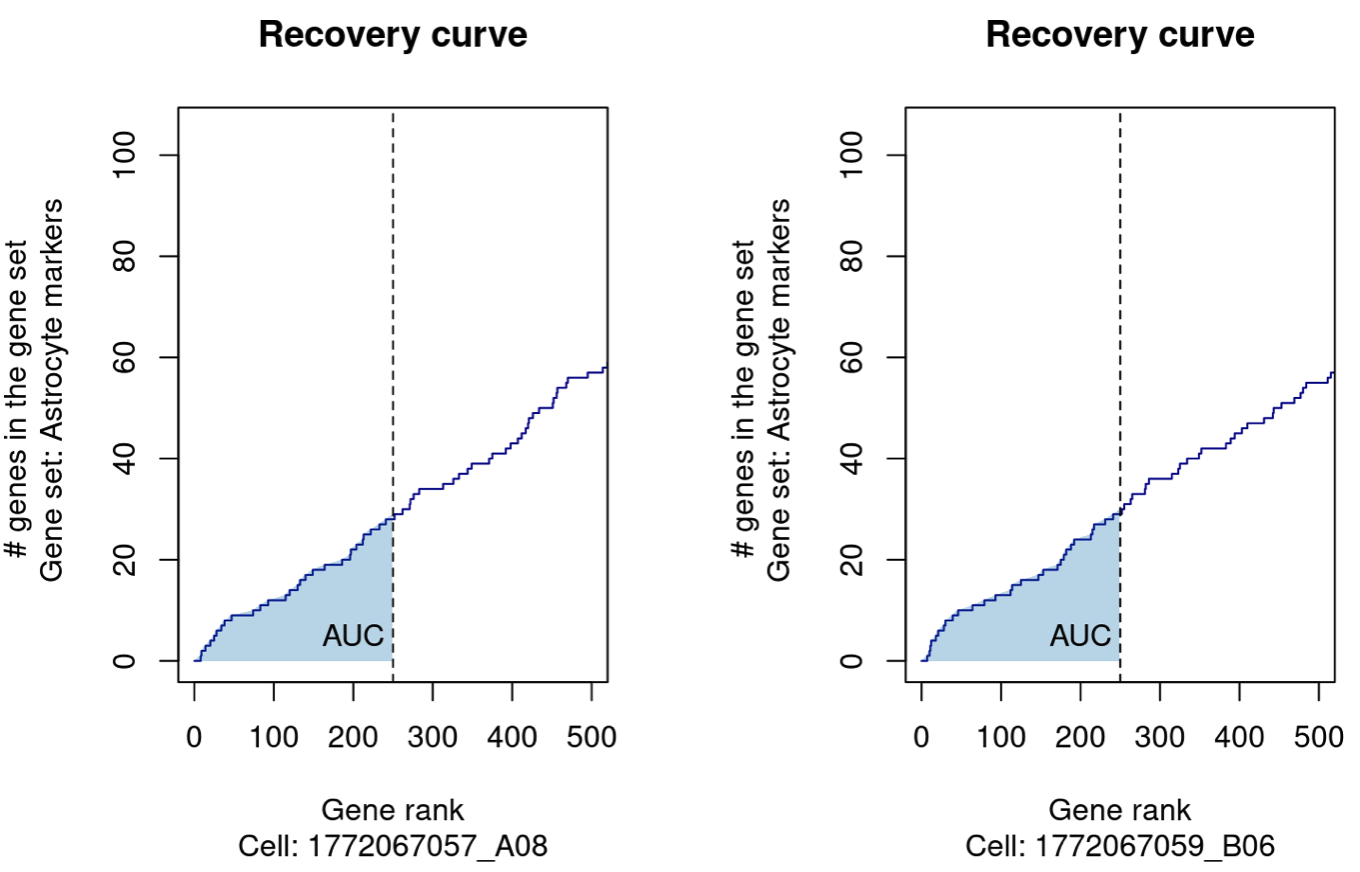 Recovery curve
# genes in the gene set
Gene set: Astrocyte markers
100
80
60
40
20
0
AUC
0 100 200 300 400 500
Gene rank
Cell: 1772067057_A08
Recovery curve
# genes in the gene set
Gene set: Astrocyte markers
100
80
60
40
20
0
AUC
0 100 200 300 400 500
Gene rank
Cell: 1772067059_B06